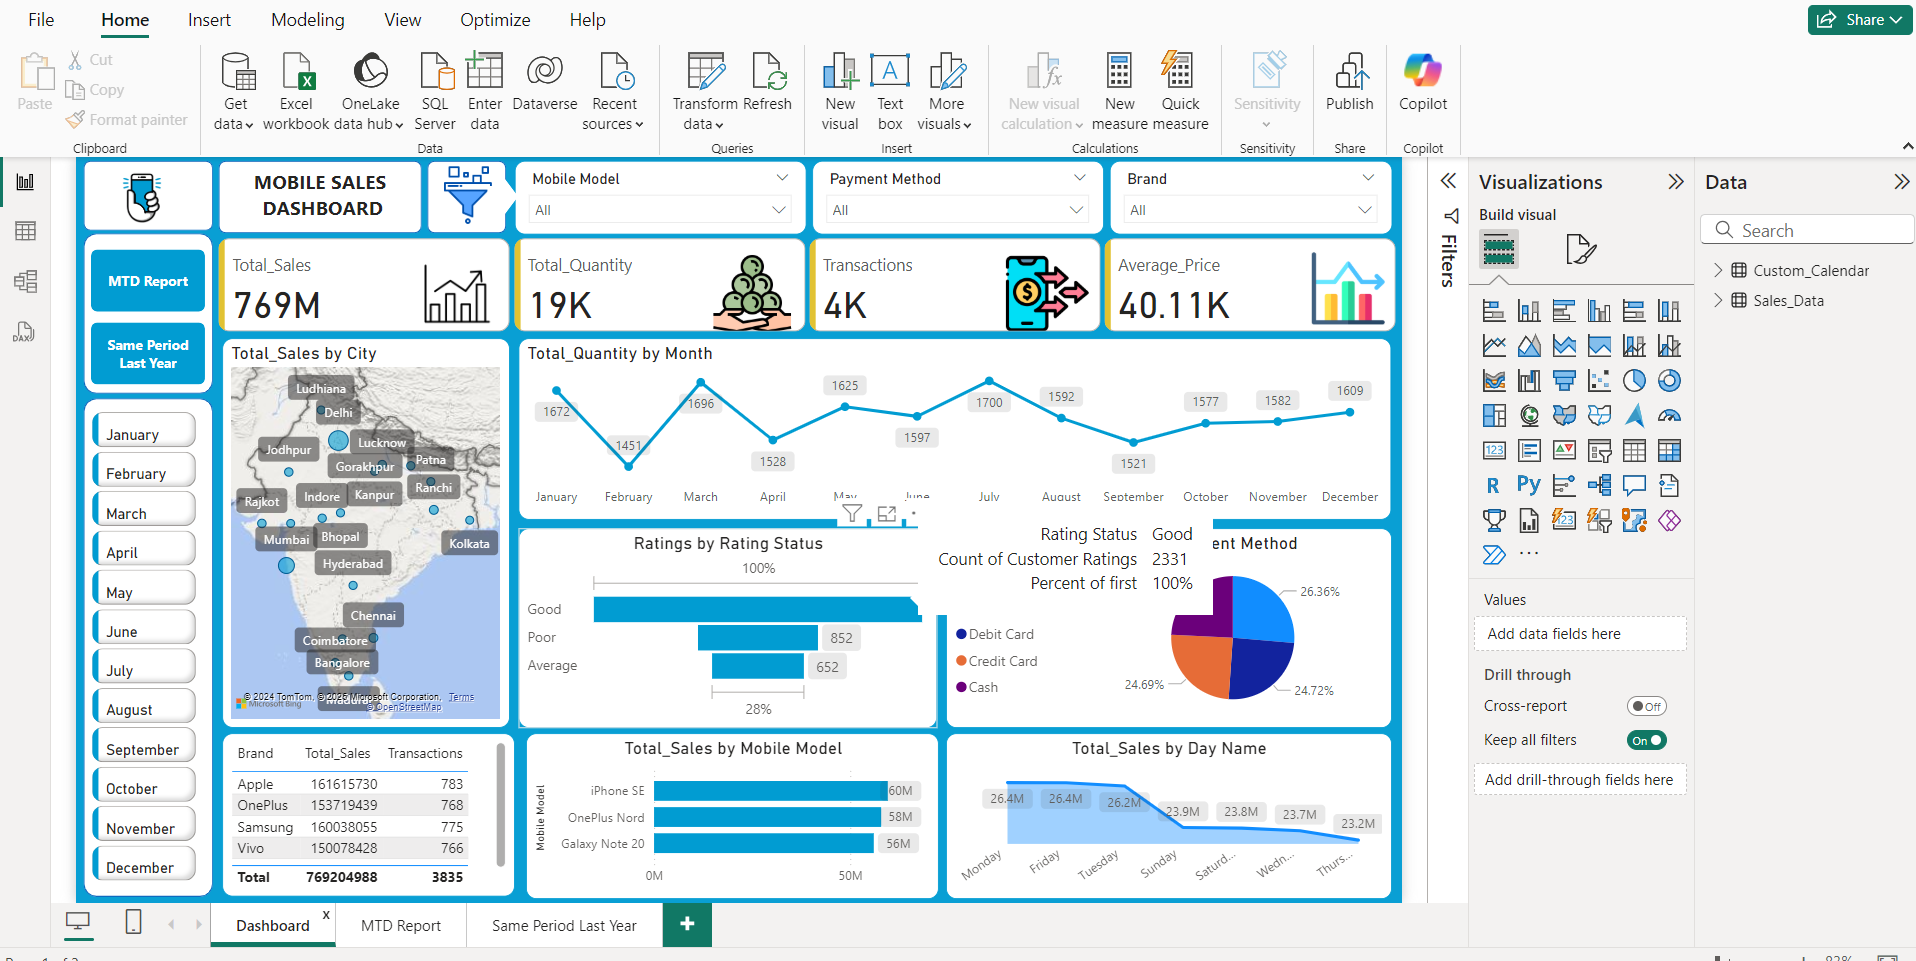 File
Home
Insert
Modeling
View
Optimize
Help
Share
Paste
Cut
Copy
Format painter
Clipboard
Get data
Excel workbook
OneLake data hub
SQL Server
Enter data
Dataverse
Recent sources
Data
Transform data
Refresh
Queries
New visual
Text box
More visuals
Insert
New visual calculation
New measure
Quick measure
Calculations
Sensitivity
Sensitivity
Publish
Share
Copilot
Copilot
MOBILE SALES
DASHBOARD
Mobile Model
All
Payment Method
All
Brand
All
MTD Report
Same Period
Last Year
Total_Sales
769M
Total_Quantity
19K
Transactions
4K
Average_Price
40.11K
January
February
March
April
May
June
July
August
September
October
November
December
Total_Sales by City
Ludhiana
Delhi
Lucknow
Jodhpur
Gorakhpur
Patna
Ranchi
Rajkot
Indore
Kanpur
Mumbai
Bhopal
Kolkata
Hyderabad
Chennai
Coimbatore
Bangalore
Madurai
© 2024 TomTom, © 2025 Microsoft Corporation, Terms
Microsoft Bing
© OpenStreetMap
Total_Quantity by Month
1672
1451
1696
1528
1625
1597
1700
1592
1521
1577
1582
1609
January
February
March
April
May
June
July
August
September
October
November
December
Ratings by Rating Status
100%
Good
Poor
852
Average
652
28%
Rating Status Good
Count of Customer Ratings 2331
Percent of first 100%
ent Method
Debit Card
Credit Card
Cash
26.36%
24.72%
24.69%
Brand Total_Sales Transactions
Apple 161615730 783
OnePlus 153719439 768
Samsung 160038055 775
Vivo 150078428 766
Total 769204988 3835
Total_Sales by Mobile Model
Mobile Model
iPhone SE 60M
OnePlus Nord 58M
Galaxy Note 20 56M
0M 50M
Total_Sales by Day Name
26.4M
26.4M
26.2M
23.9M
23.8M
23.7M
23.2M
Monday
Friday
Tuesday
Sunday
Saturd...
Wedn...
Thurs...
Filters
Visualizations
Build visual
R
Py
123
123
...
Values
Add data fields here
Drill through
Cross-report
Off
Keep all filters
On
Add drill-through fields here
Data
Search
Custom_Calendar
Sales_Data
DAX
Dashboard
x
MTD Report
Same Period Last Year
+